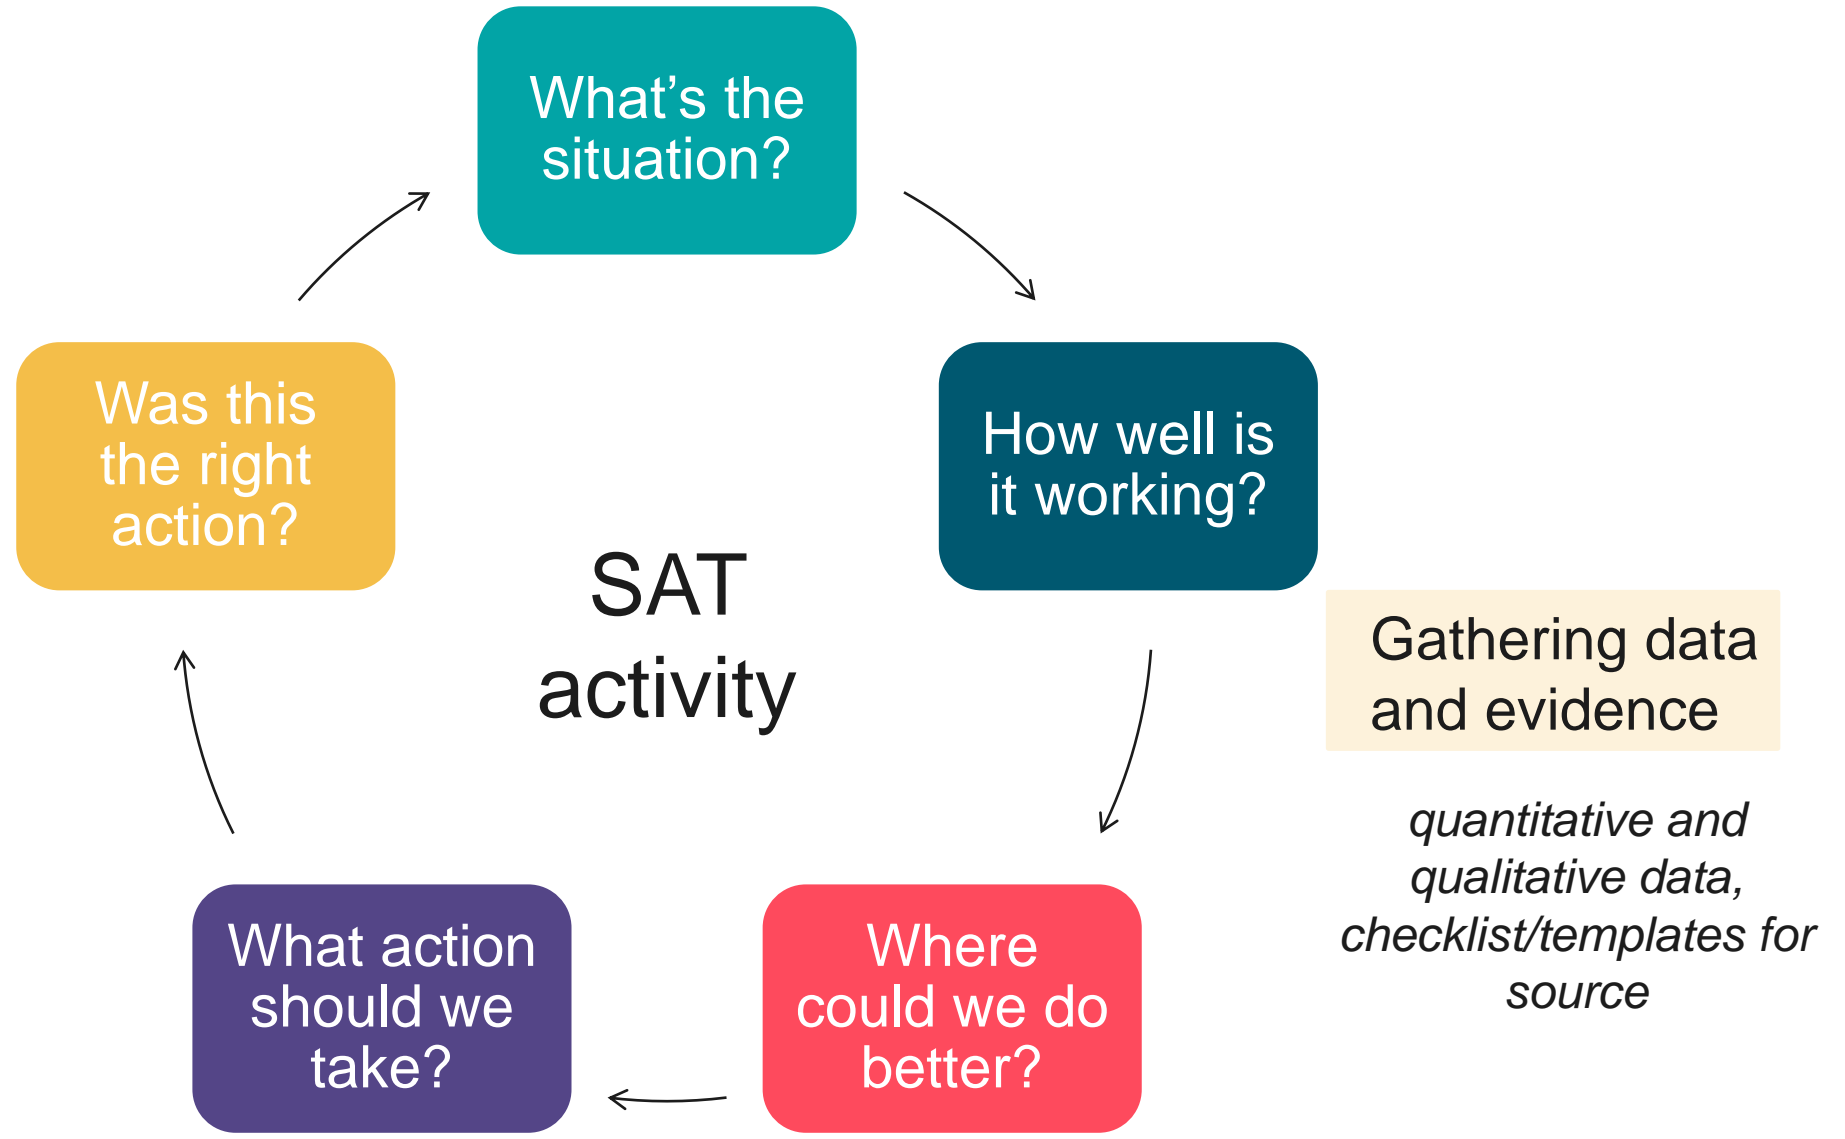 What’s the
situation?
How well is
it working?
Gathering data
and evidence
quantitative and
qualitative data,
checklist/templates for
source
Where
could we do
better?
What action
should we
take?
Was this
the right
action?
SAT
activity